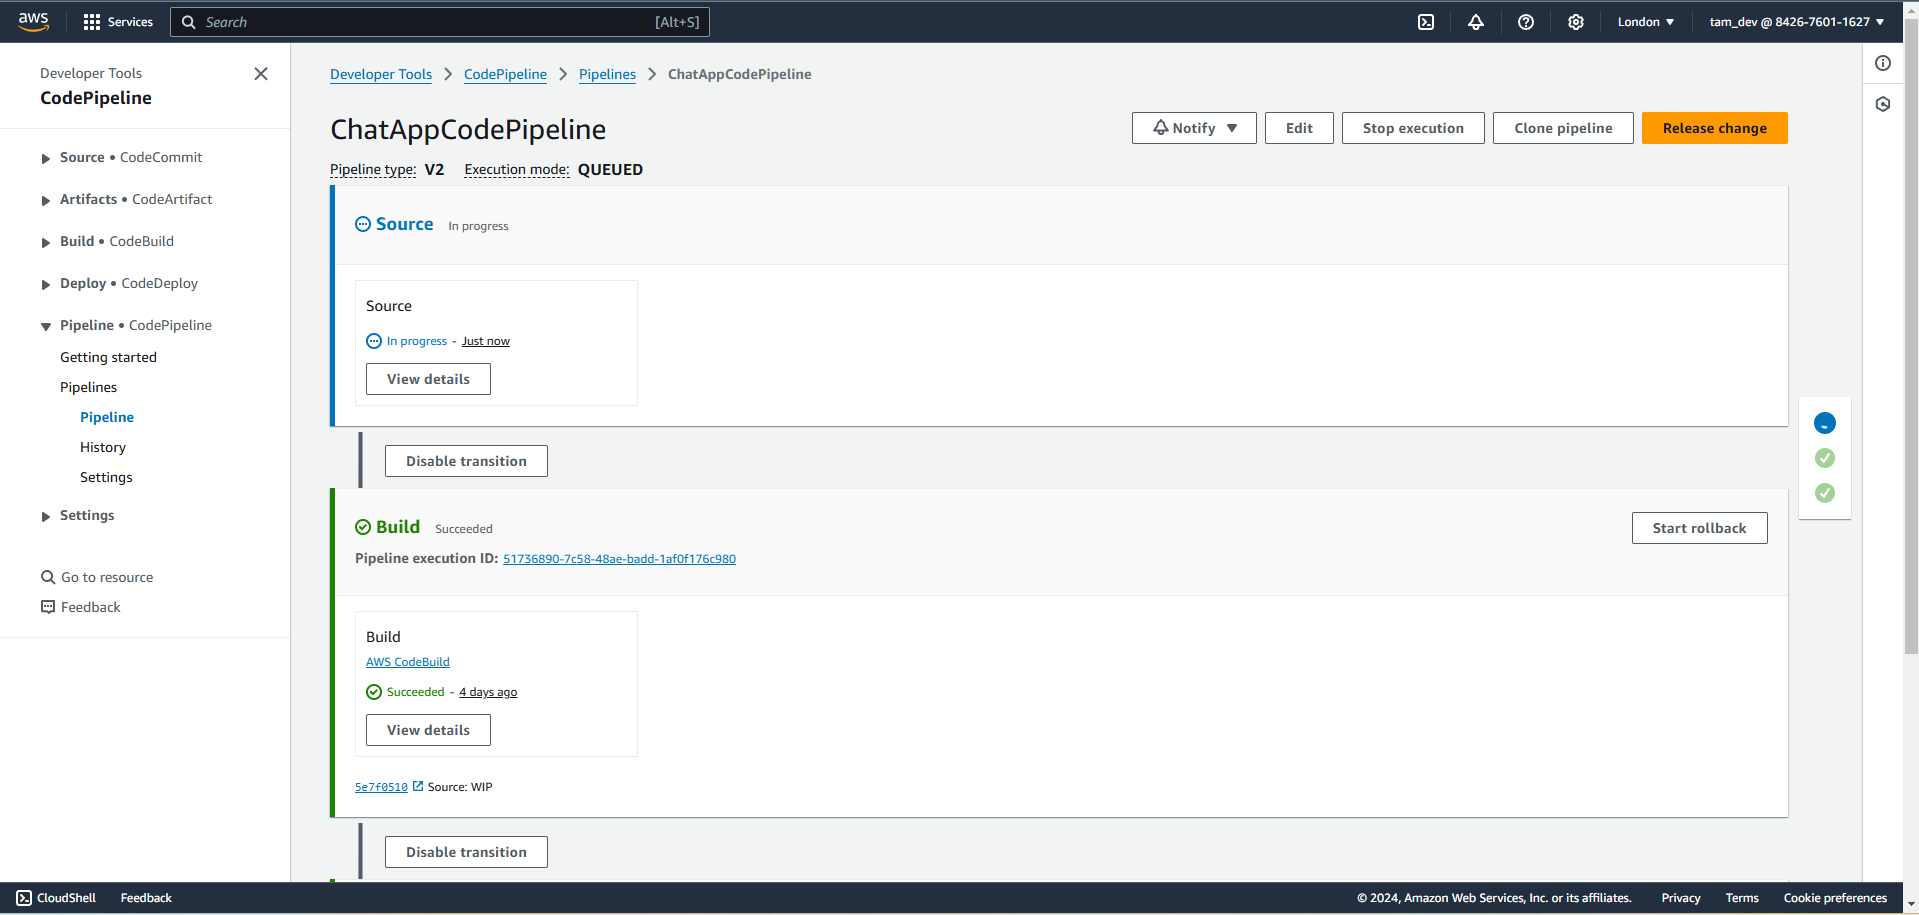 aws
Services
Search
[Alt+S]
London
tam_dev @ 8426-7601-1627
Developer Tools
CodePipeline
Source • CodeCommit
Artifacts • CodeArtifact
Build • CodeBuild
Deploy • CodeDeploy
Pipeline • CodePipeline
Getting started
Pipelines
Pipeline
History
Settings
Settings
Go to resource
Feedback
Developer Tools > CodePipeline > Pipelines > ChatAppCodePipeline
ChatAppCodePipeline
Notify
Edit
Stop execution
Clone pipeline
Release change
Pipeline type: V2 Execution mode: QUEUED
Source In progress
Source
In progress - Just now
View details
Disable transition
Build Succeeded
Start rollback
Pipeline execution ID: 51736890-7c58-48ae-badd-1af0f176c980
Build
AWS CodeBuild
Succeeded - 4 days ago
View details
5e7f0510 Source: WIP
Disable transition
CloudShell
Feedback
© 2024, Amazon Web Services, Inc. or its affiliates.
Privacy
Terms
Cookie preferences